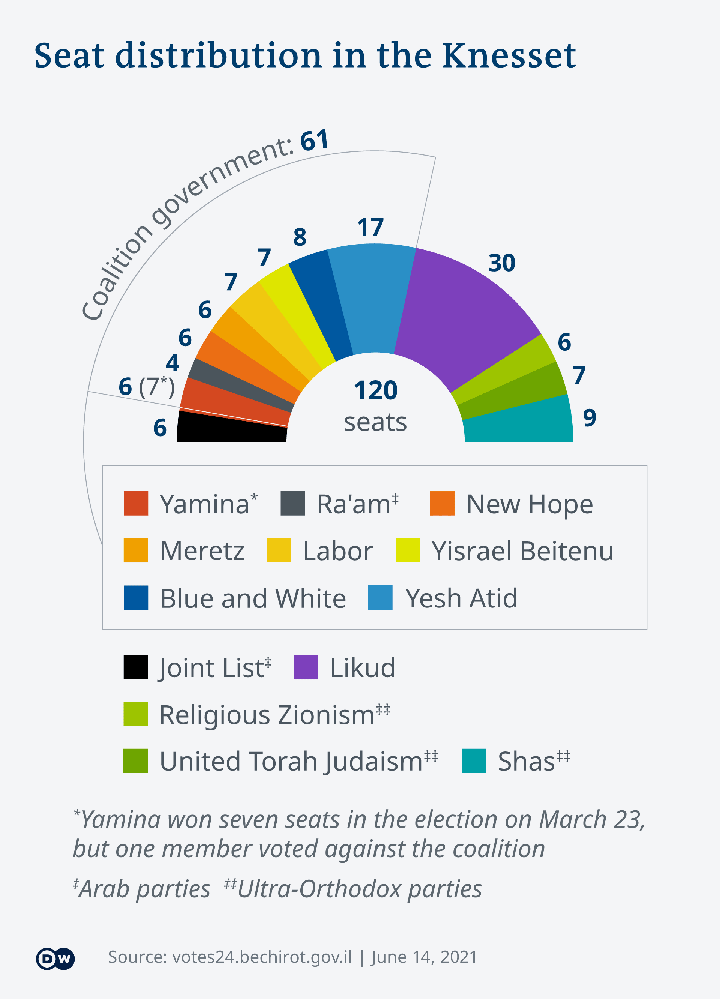 Seat distribution in the Knesset
Coalition government: 61
6
6 (7*)
4
6
6
7
7
8
17
30
6
7
9
120
seats
Yamina* Ra'am‡ New Hope
Meretz Labor Yisrael Beitenu
Blue and White Yesh Atid
Joint List‡ Likud
Religious Zionism‡‡
United Torah Judaism‡‡ Shas‡‡
*Yamina won seven seats in the election on March 23,
but one member voted against the coalition
‡Arab parties ‡‡Ultra-Orthodox parties
DW Source: votes24.bechirot.gov.il | June 14, 2021